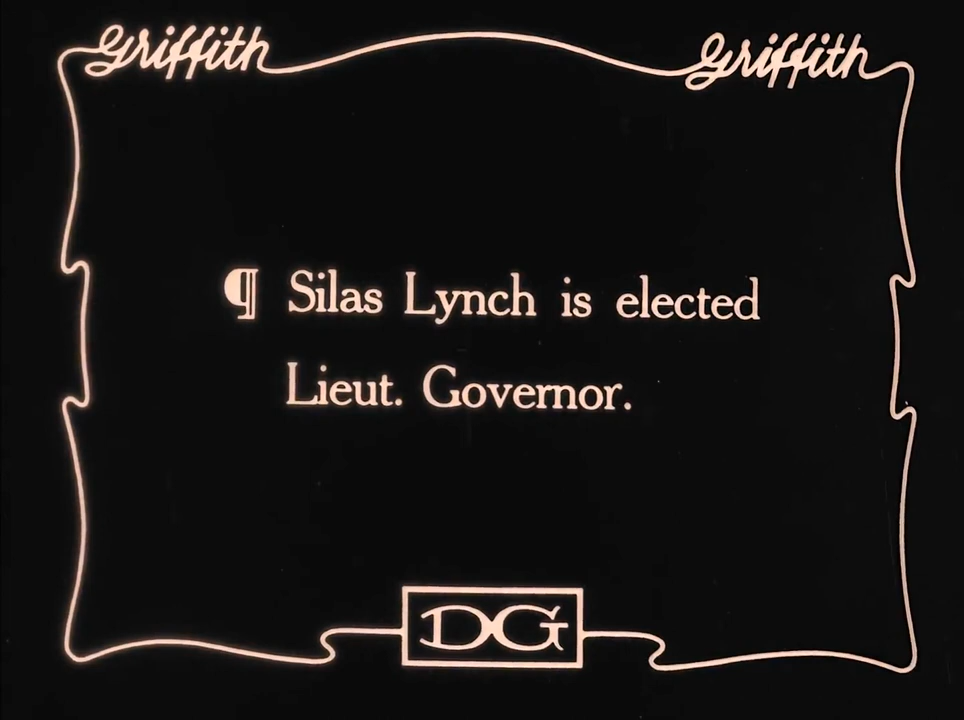 Griffith Griffith
¶ Silas Lynch is elected
Lieut. Governor.
DG